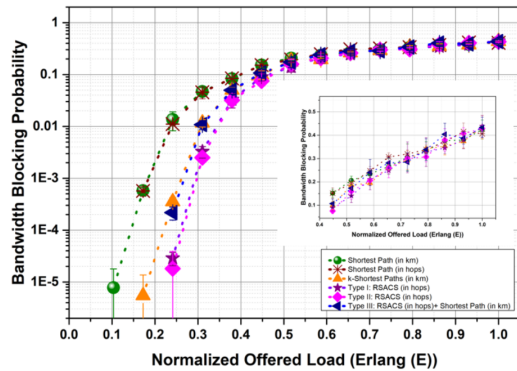 Bandwidth Blocking Probability
1
0.1
0.01
1E-3
1E-4
1E-5
0.0 0.1 0.2 0.3 0.4 0.5 0.6 0.7 0.8 0.9 1.0
Normalized Offered Load (Erlang (E))
Bandwidth Blocking Probability
0.5
0.4
0.3
0.2
0.1
0.4 0.5 0.6 0.7 0.8 0.9 1.0
Normalized Offered Load (Erlang (E))
Shortest Path (in km)
Shortest Path (in hops)
k-Shortest Paths (in km)
Type I: RSACS (in hops)
Type II: RSACS (in hops)
Type III: RSACS (in hops)+ Shortest Path (in km)